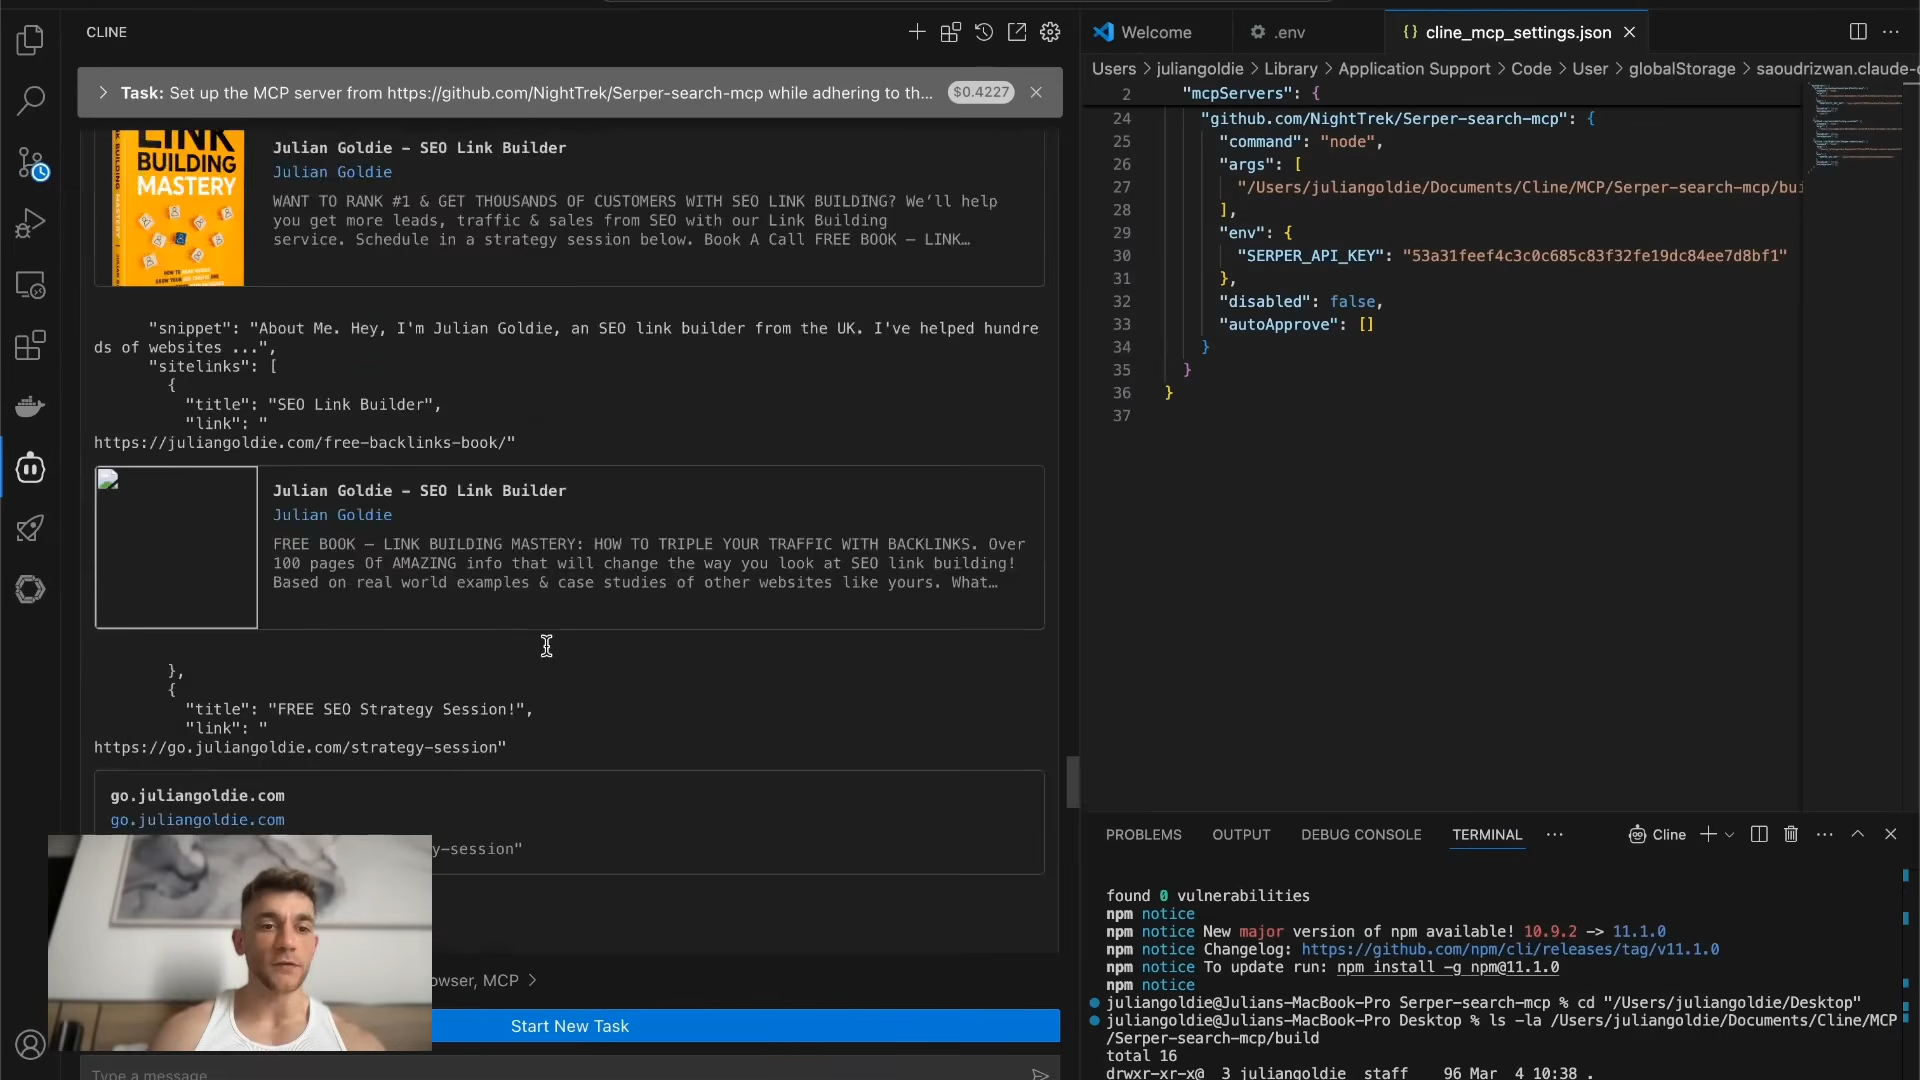 CLINE
Task: Set up the MCP server from https://github.com/NightTrek/Serper-search-mcp while adhering to th...
$0.4227
LINK
BUILDING
MASTERY
Julian Goldie – SEO Link Builder
Julian Goldie
WANT TO RANK #1 & GET THOUSANDS OF CUSTOMERS WITH SEO LINK BUILDING? We’ll help
you get more leads, traffic & sales from SEO with our Link Building
service. Schedule in a strategy session below. Book A Call FREE BOOK – LINK…
"snippet": "About Me. Hey, I'm Julian Goldie, an SEO link builder from the UK. I've helped hundre
ds of websites ...",
"sitelinks": [
{
"title": "SEO Link Builder",
"link": "
https://juliangoldie.com/free-backlinks-book/"
Julian Goldie – SEO Link Builder
Julian Goldie
FREE BOOK – LINK BUILDING MASTERY: HOW TO TRIPLE YOUR TRAFFIC WITH BACKLINKS. Over
100 pages Of AMAZING info that will change the way you look at SEO link building!
Based on real world examples & case studies of other websites like yours. What…
},
{
"title": "FREE SEO Strategy Session!",
"link": "
https://go.juliangoldie.com/strategy-session"
go.juliangoldie.com
go.juliangoldie.com
y-session"
owser, MCP >
Start New Task
Type a message
Welcome
.env
{} cline_mcp_settings.json
Users > juliangoldie > Library > Application Support > Code > User > globalStorage > saoudrizwan.claude-
2 "mcpServers": {
24 "github.com/NightTrek/Serper-search-mcp": {
25 "command": "node",
26 "args": [
27 "/Users/juliangoldie/Documents/Cline/MCP/Serper-search-mcp/bui
28 ],
29 "env": {
30 "SERPER_API_KEY": "53a31feef4c3c0c685c83f32fe19dc84ee7d8bf1"
31 },
32 "disabled": false,
33 "autoApprove": []
34 }
35 }
36 }
37
PROBLEMS OUTPUT DEBUG CONSOLE TERMINAL ··· Cline
found 0 vulnerabilities
npm notice
npm notice New major version of npm available! 10.9.2 -> 11.1.0
npm notice Changelog: https://github.com/npm/cli/releases/tag/v11.1.0
npm notice To update run: npm install -g npm@11.1.0
npm notice
juliangoldie@Julians-MacBook-Pro Serper-search-mcp % cd "/Users/juliangoldie/Desktop"
juliangoldie@Julians-MacBook-Pro Desktop % ls -la /Users/juliangoldie/Documents/Cline/MCP
/Serper-search-mcp/build
total 16
drwxr-xr-x@ 3 juliangoldie staff 96 Mar 4 10:38 .